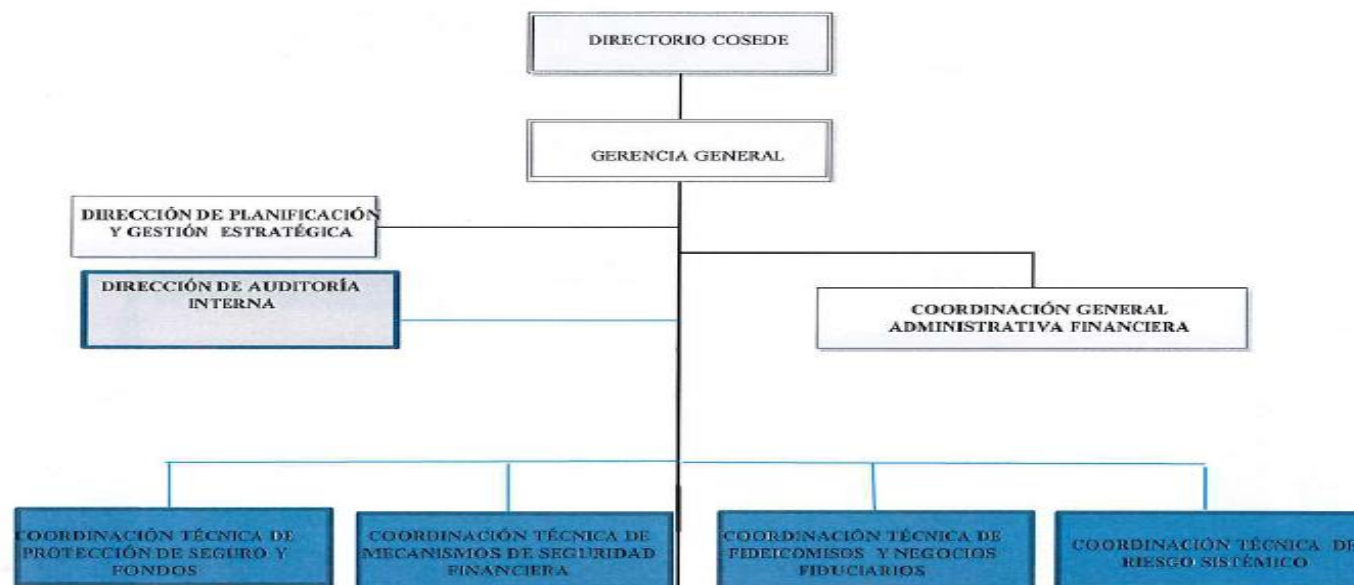 DIRECTORIO COSEDE
GERENCIA GENERAL
DIRECCIÓN DE PLANIFICACIÓN
Y GESTIÓN ESTRATÉGICA
DIRECCIÓN DE AUDITORÍA
INTERNA
COORDINACIÓN GENERAL
ADMINISTRATIVA FINANCIERA
COORDINACIÓN TÉCNICA DE
PROTECCIÓN DE SEGURO Y
FONDOS
COORDINACIÓN TÉCNICA DE
MECANISMOS DE SEGURIDAD
FINANCIERA
COORDINACIÓN TÉCNICA DE
FIDEICOMISOS Y NEGOCIOS
FIDUCIARIOS
COORDINACIÓN TÉCNICA DE
RIESGO SISTÉMICO